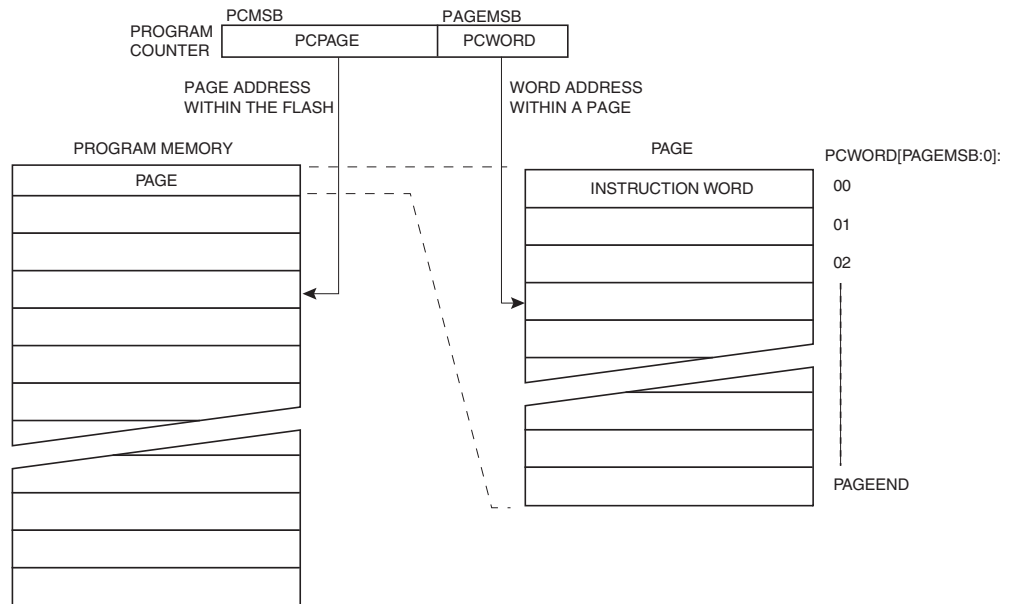 PCMSB
PAGEMSB
PROGRAM
COUNTER
PCPAGE
PCWORD
PAGE ADDRESS
WITHIN THE FLASH
WORD ADDRESS
WITHIN A PAGE
PROGRAM MEMORY
PAGE
PAGE
INSTRUCTION WORD
PCWORD[PAGEMSB:0]:
00
01
02
PAGEEND